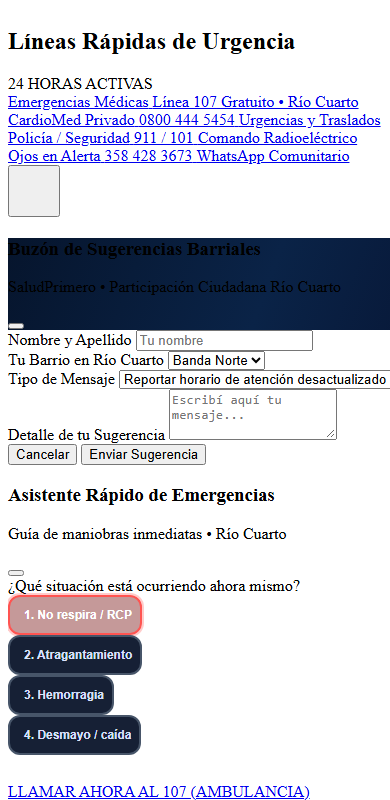 Líneas Rápidas de Urgencia
24 HORAS ACTIVAS
Emergencias Médicas Línea 107 Gratuito • Río Cuarto
CardioMed Privado 0800 444 5454 Urgencias y Traslados
Policía / Seguridad 911 / 101 Comando Radioeléctrico
Ojos en Alerta 358 428 3673 WhatsApp Comunitario
Buzón de Sugerencias Barriales
SaludPrimero • Participación Ciudadana Río Cuarto
Nombre y Apellido Tu nombre
Tu Barrio en Río Cuarto Banda Norte
Tipo de Mensaje Reportar horario de atención desactualizado
Escribí aquí tu
mensaje...
Detalle de tu Sugerencia
Cancelar Enviar Sugerencia
Asistente Rápido de Emergencias
Guía de maniobras inmediatas • Río Cuarto
¿Qué situación está ocurriendo ahora mismo?
1. No respira / RCP
2. Atragantamiento
3. Hemorragia
4. Desmayo / caída
LLAMAR AHORA AL 107 (AMBULANCIA)